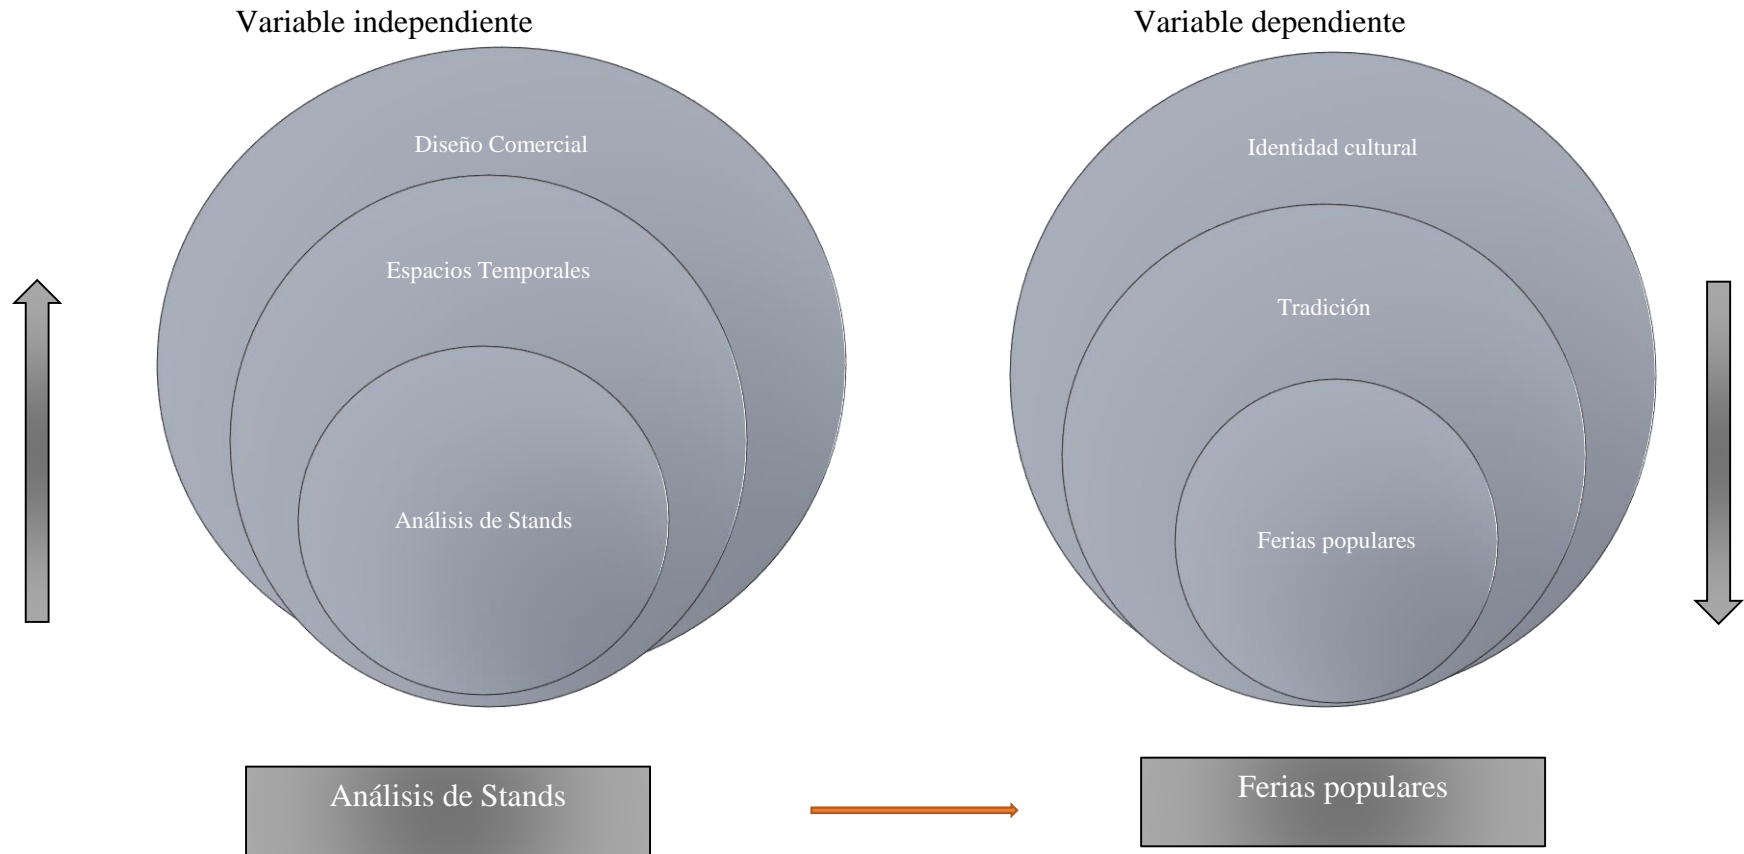 Variable independiente
Variable dependiente
Diseño Comercial
Espacios Temporales
Análisis de Stands
Identidad cultural
Tradición
Ferias populares
Análisis de Stands
Ferias populares